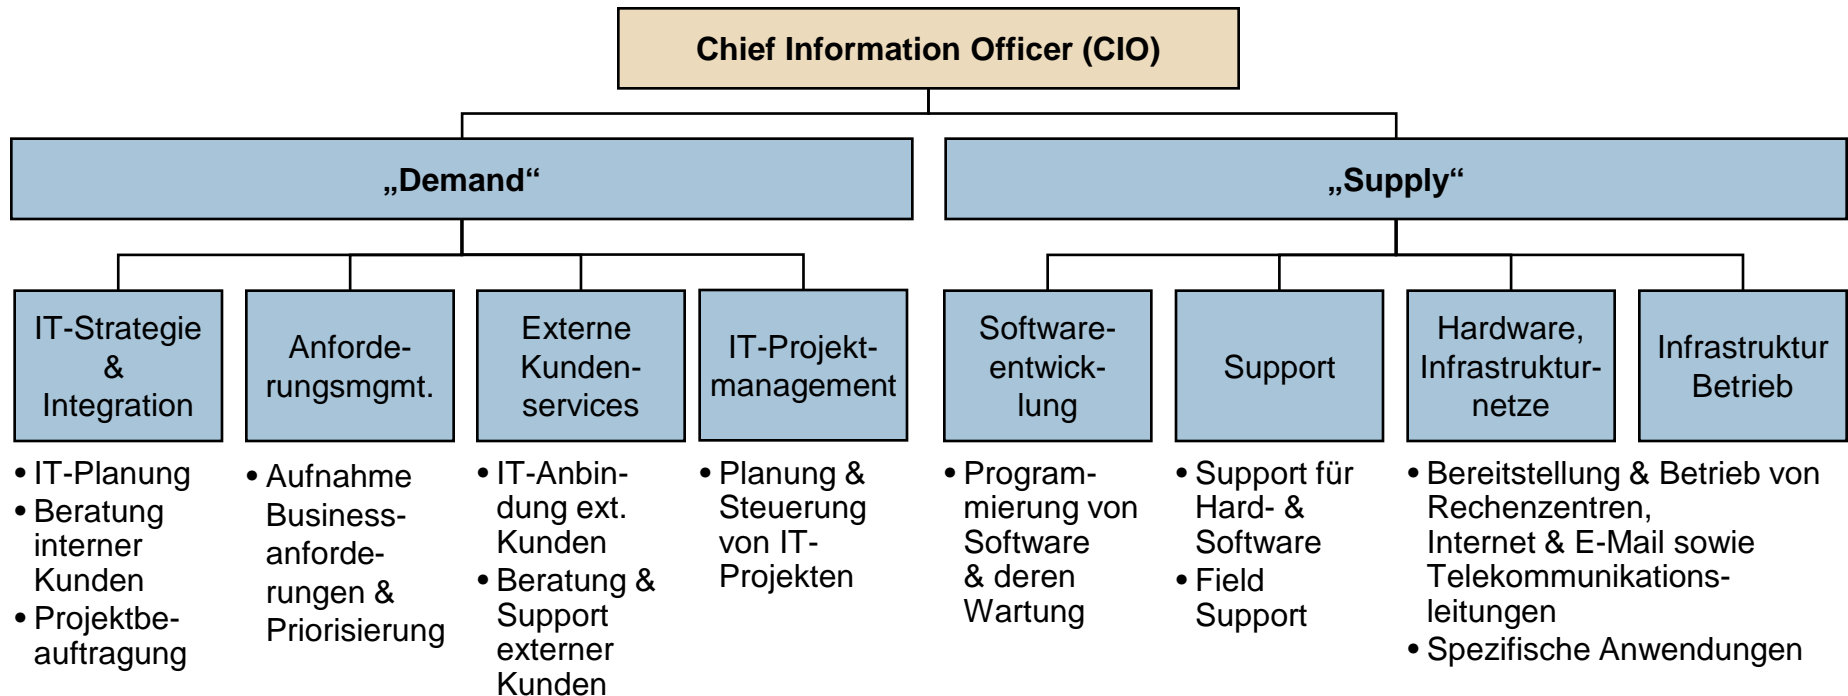 Chief Information Officer (CIO)
„Demand“
„Supply“
IT-Strategie
&
Integration
Anforde-
rungsmgmt.
Externe
Kunden-
services
IT-Projekt-
management
Software-
entwick-
lung
Support
Hardware,
Infrastruktur-
netze
Infrastruktur
Betrieb
• IT-Planung
• Beratung
interner
Kunden
• Projektbe-
auftragung
• Aufnahme
Business-
anforde-
rungen &
Priorisierung
• IT-Anbin-
dung ext.
Kunden
• Beratung &
Support
externer
Kunden
• Planung &
Steuerung
von IT-
Projekten
• Program-
mierung von
Software
& deren
Wartung
• Support für
Hard- &
Software
• Field
Support
• Bereitstellung & Betrieb von
Rechenzentren,
Internet & E-Mail sowie
Telekommunikations-
leitungen
• Spezifische Anwendungen